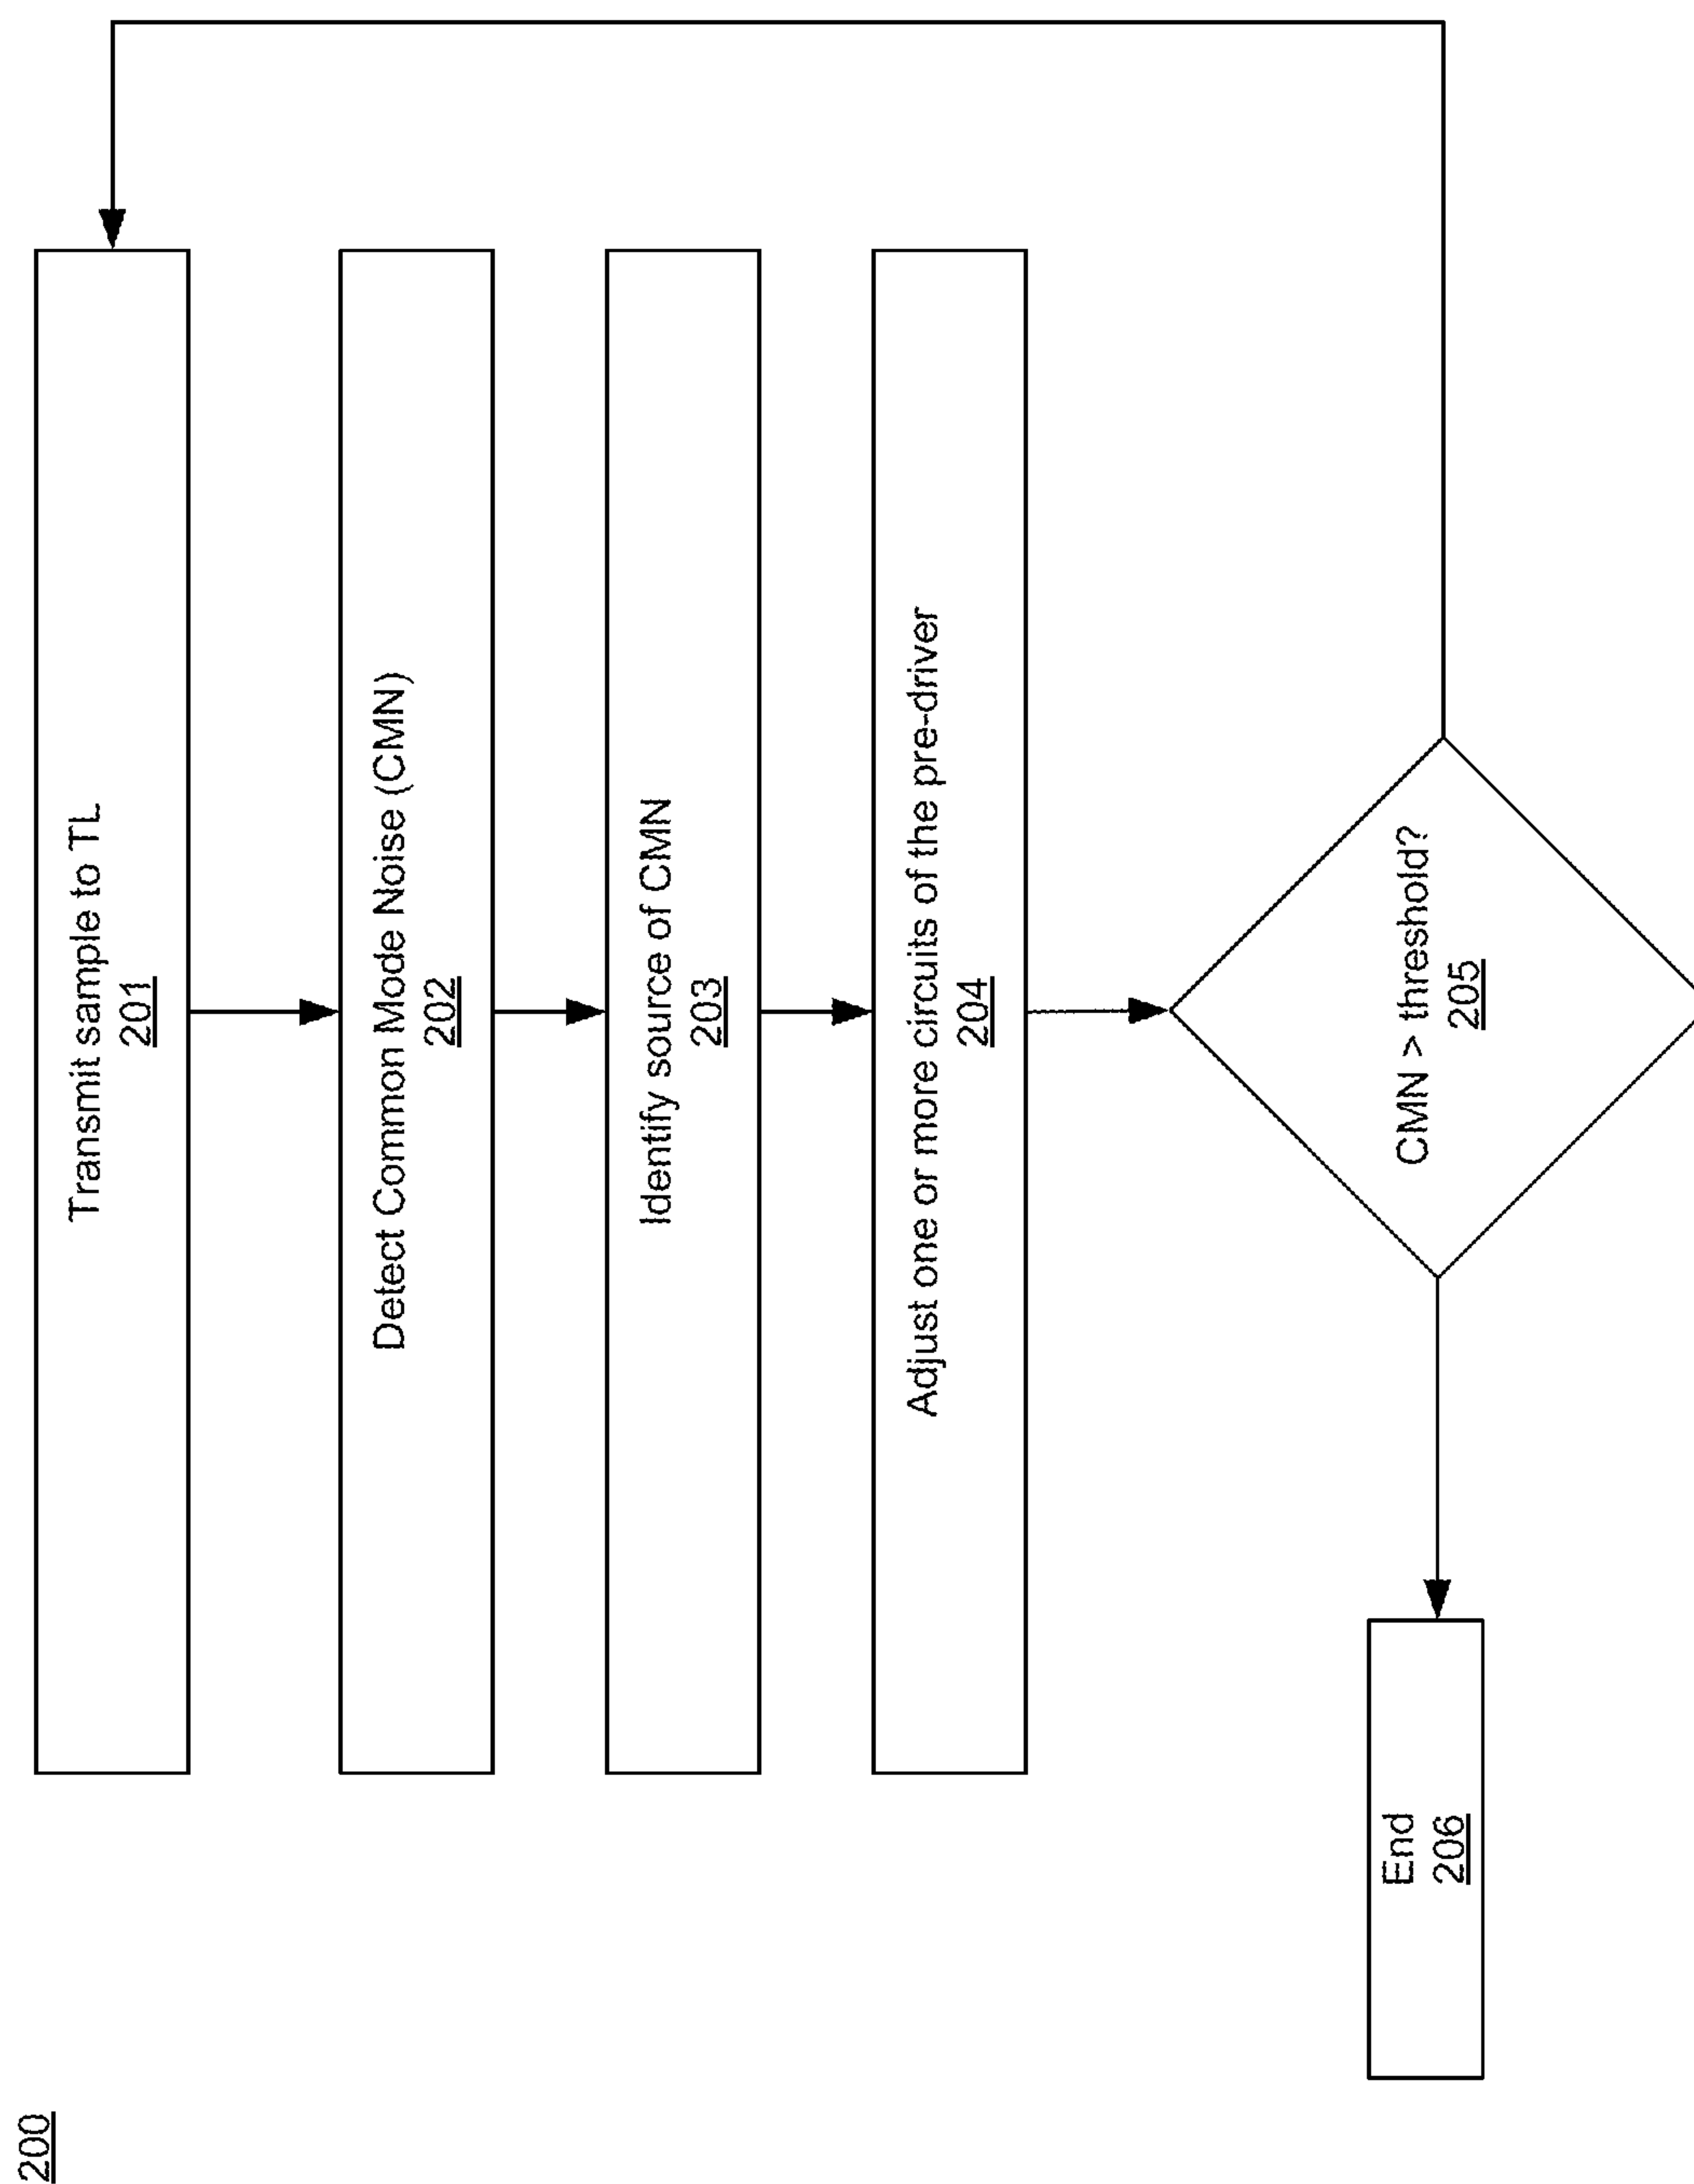 200
Transmit sample to TL
201
Detect Common Mode Noise (CMN)
202
Identify source of CMN
203
Adjust one or more circuits of the pre-driver
204
CMN > threshold?
205
End
206